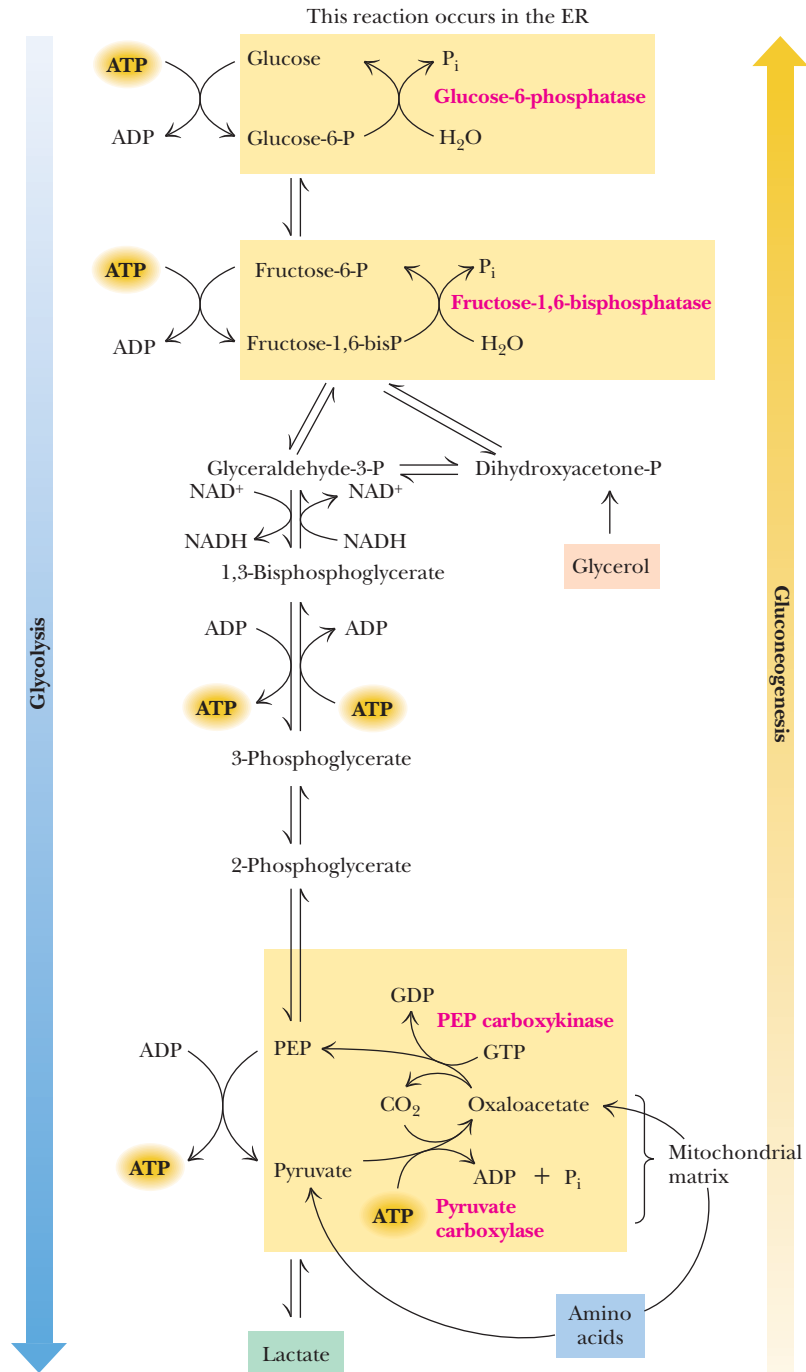 This reaction occurs in the ER
ATP
Glucose
Pi
Glucose-6-phosphatase
ADP
Glucose-6-P
H2O
ATP
Fructose-6-P
Pi
Fructose-1,6-bisphosphatase
ADP
Fructose-1,6-bisP
H2O
Glyceraldehyde-3-P
Dihydroxyacetone-P
NAD+
NAD+
NADH
NADH
Glycerol
1,3-Bisphosphoglycerate
ADP
ADP
ATP
ATP
3-Phosphoglycerate
2-Phosphoglycerate
GDP
PEP carboxykinase
ADP
PEP
GTP
CO2
Oxaloacetate
Mitochondrial
matrix
ATP
Pyruvate
ADP + Pi
ATP
Pyruvate
carboxylase
Amino
acids
Lactate
Glycolysis
Gluconeogenesis